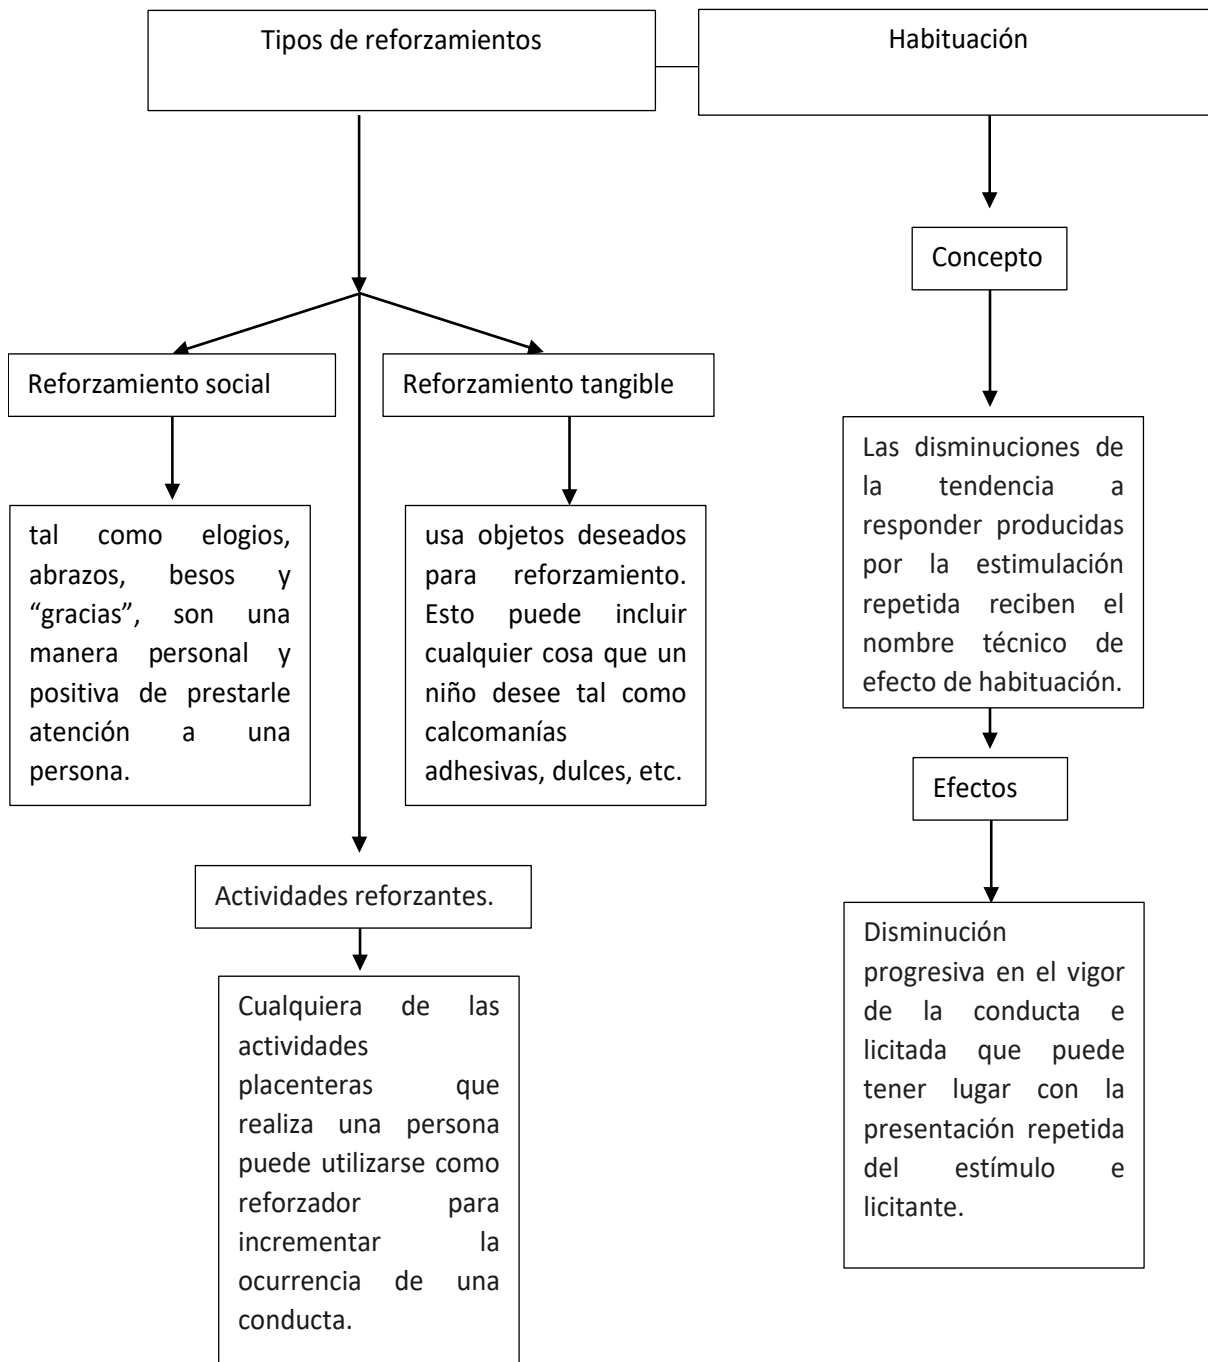 Tipos de reforzamientos
Habituación
Concepto
Reforzamiento social
Reforzamiento tangible
tal como elogios,
abrazos, besos y
“gracias”, son una
manera personal y
positiva de prestarle
atención a una
persona.
usa objetos deseados
para reforzamiento.
Esto puede incluir
cualquier cosa que un
niño desee tal como
calcomanías
adhesivas, dulces, etc.
Las disminuciones de
la tendencia a
responder producidas
por la estimulación
repetida reciben el
nombre técnico de
efecto de habituación.
Efectos
Actividades reforzantes.
Cualquiera de las
actividades
placenteras que
realiza una persona
puede utilizarse como
reforzador para
incrementar la
ocurrencia de una
conducta.
Disminución
progresiva en el vigor
de la conducta e
licitada que puede
tener lugar con la
presentación repetida
del estímulo e
licitante.